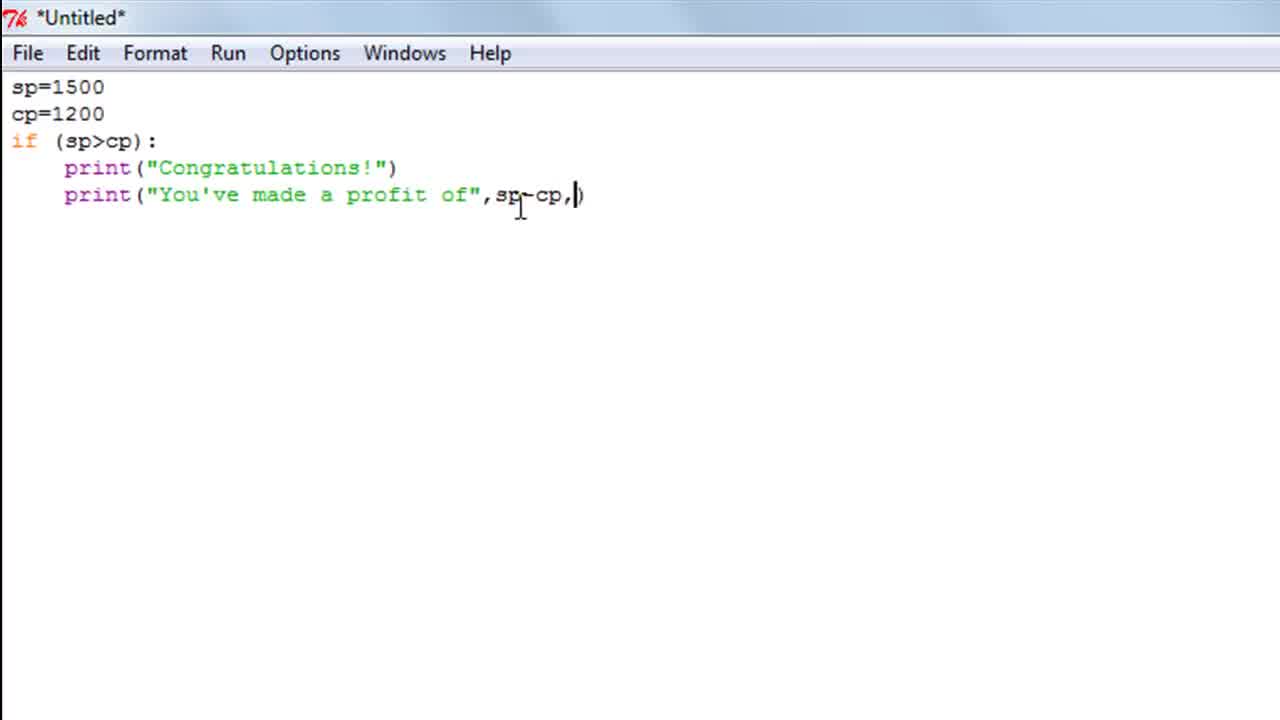 *Untitled*
File Edit Format Run Options Windows Help
sp=1500
cp=1200
if (sp>cp):
    print("Congratulations!")
    print("You've made a profit of",sp-cp,)